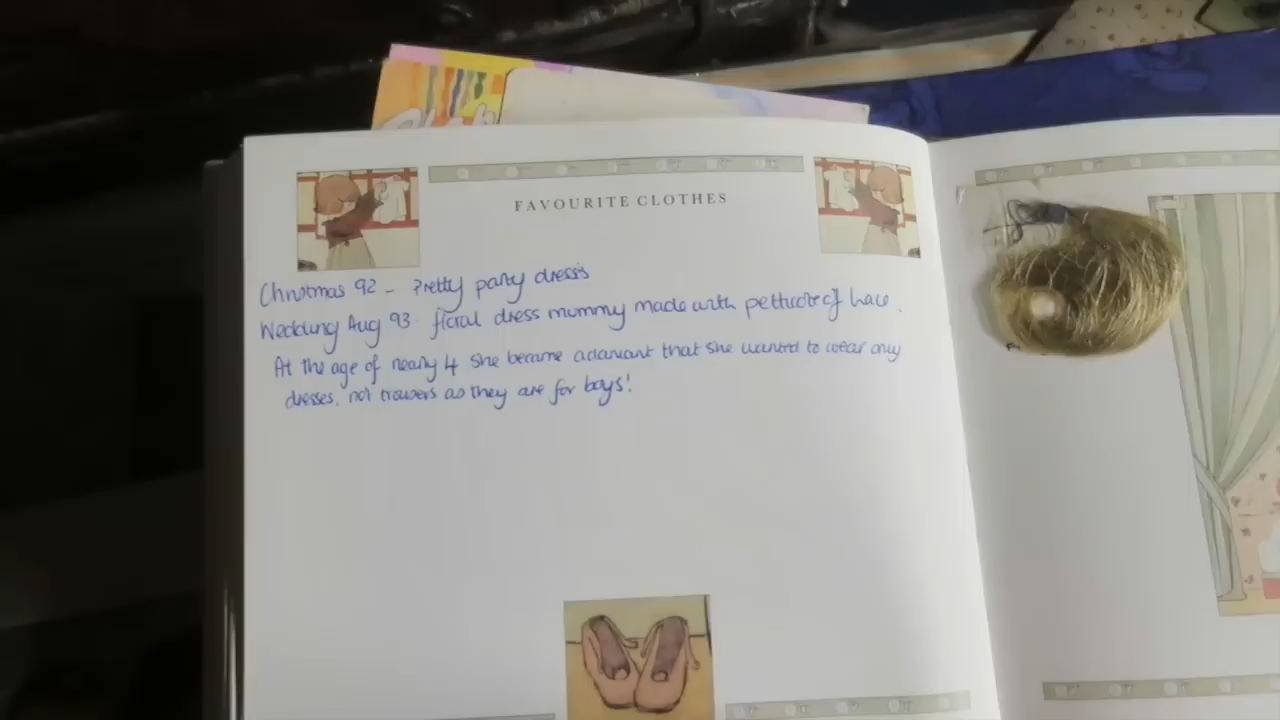 FAVOURITE CLOTHES
Christmas 92 - Pretty party dress
Wedding Aug 93. floral dress mummy made with petticoat of lace.
At the age of nearly 4 she became adamant that she wanted to wear only
dresses, not trousers as they are for boys!